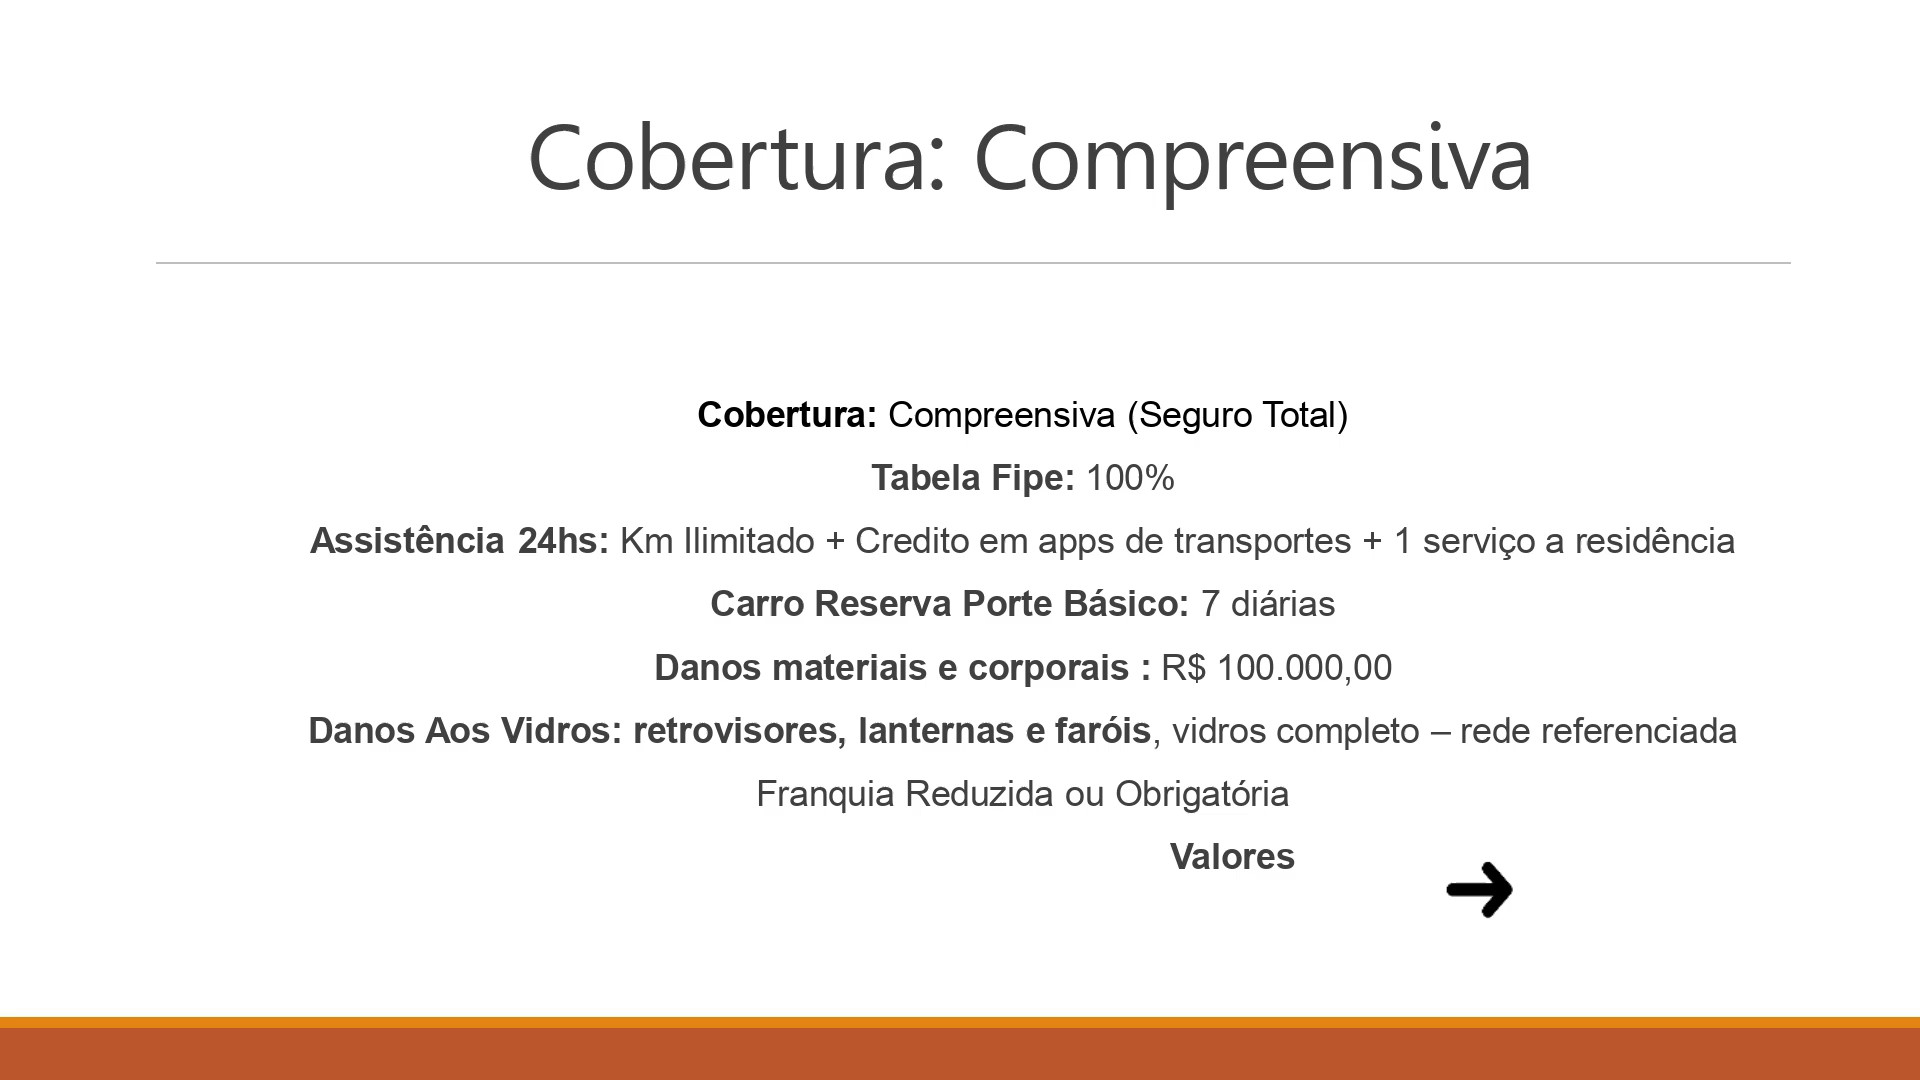 Cobertura: Compreensiva
Cobertura: Compreensiva (Seguro Total)
Tabela Fipe: 100%
Assistência 24hs: Km Ilimitado + Credito em apps de transportes + 1 serviço a residência
Carro Reserva Porte Básico: 7 diárias
Danos materiais e corporais : R$ 100.000,00
Danos Aos Vidros: retrovisores, lanternas e faróis, vidros completo – rede referenciada
Franquia Reduzida ou Obrigatória
Valores